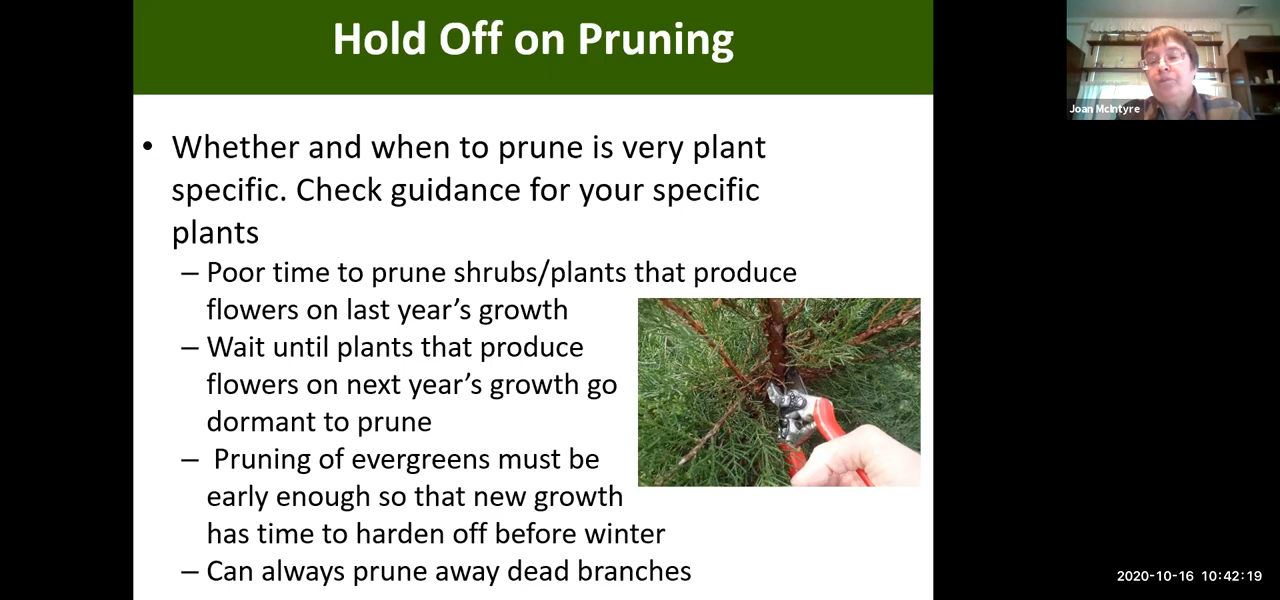 Hold Off on Pruning
• Whether and when to prune is very plant
specific. Check guidance for your specific
plants
– Poor time to prune shrubs/plants that produce
flowers on last year’s growth
– Wait until plants that produce
flowers on next year’s growth go
dormant to prune
– Pruning of evergreens must be
early enough so that new growth
has time to harden off before winter
– Can always prune away dead branches
Joan McIntyre
2020-10-16 10:42:19